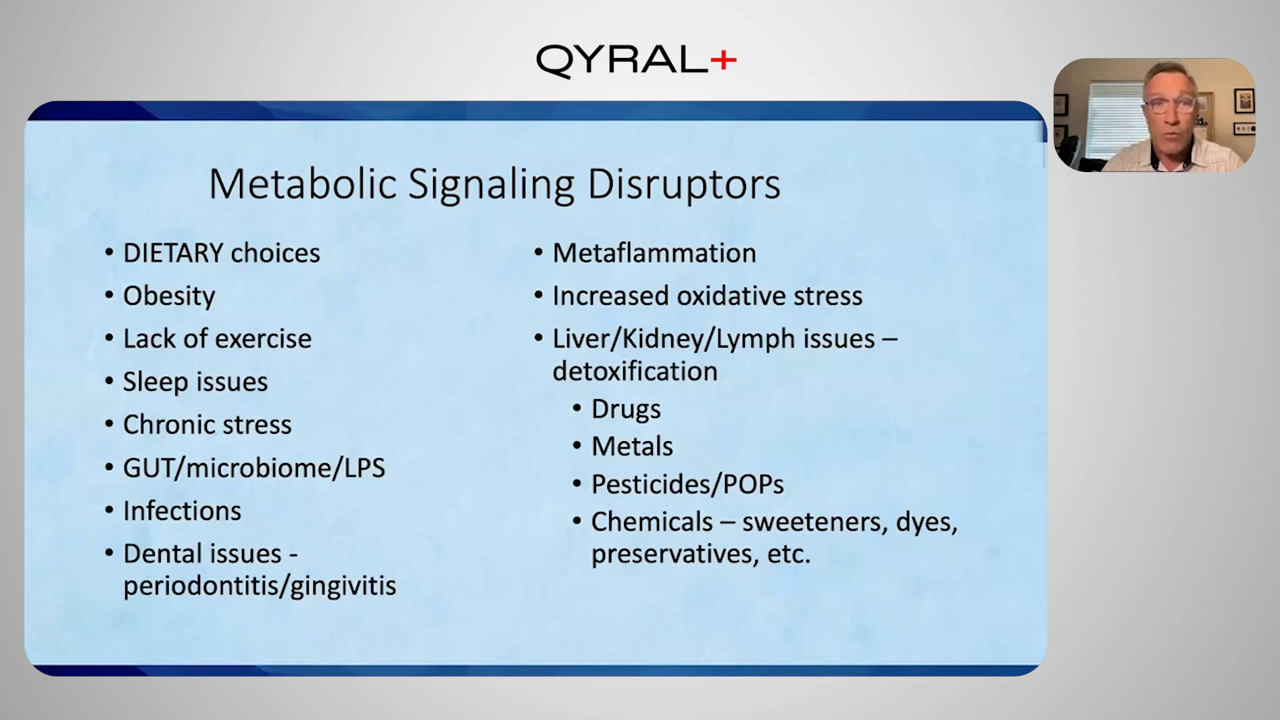 QYRAL+
Metabolic Signaling Disruptors
• DIETARY choices
• Obesity
• Lack of exercise
• Sleep issues
• Chronic stress
• GUT/microbiome/LPS
• Infections
• Dental issues -
periodontitis/gingivitis
• Metaflammation
• Increased oxidative stress
• Liver/Kidney/Lymph issues –
detoxification
• Drugs
• Metals
• Pesticides/POPs
• Chemicals – sweeteners, dyes,
preservatives, etc.